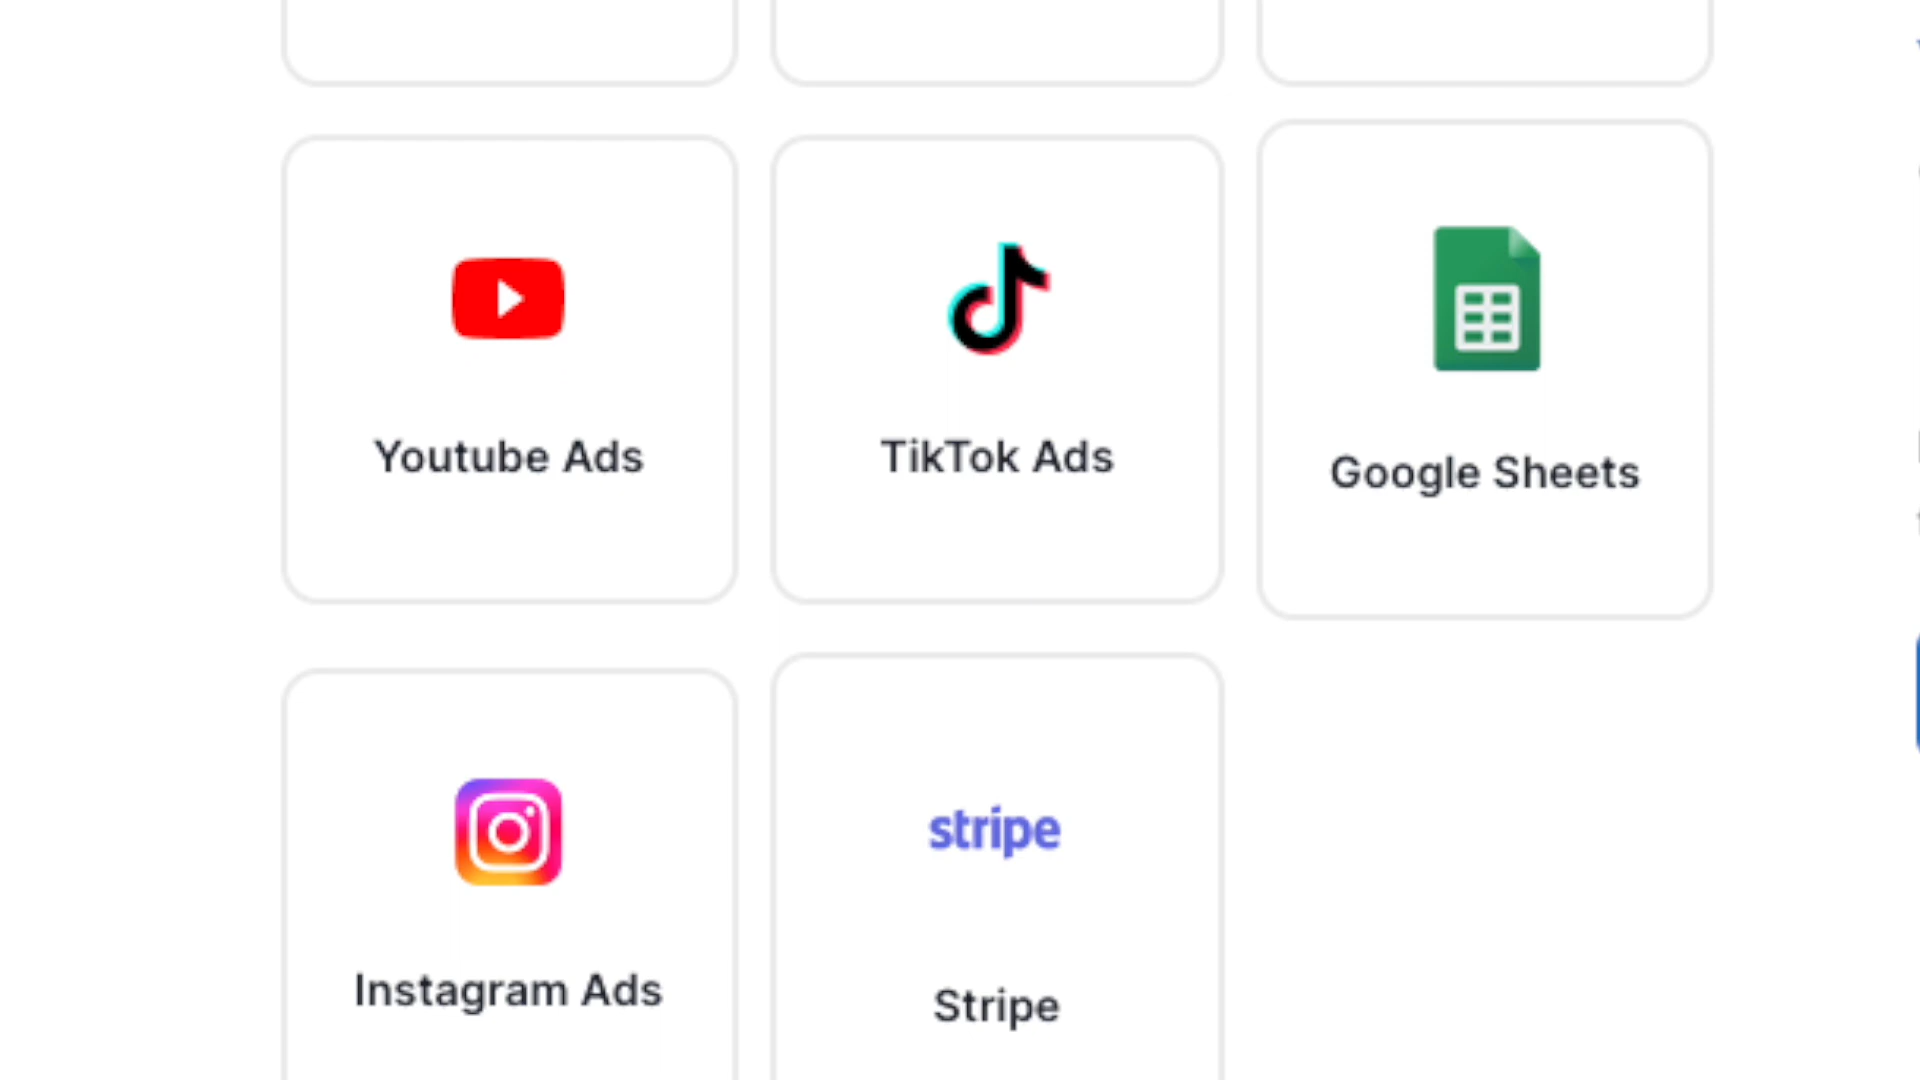 Youtube Ads
TikTok Ads
Google Sheets
stripe
Instagram Ads
Stripe